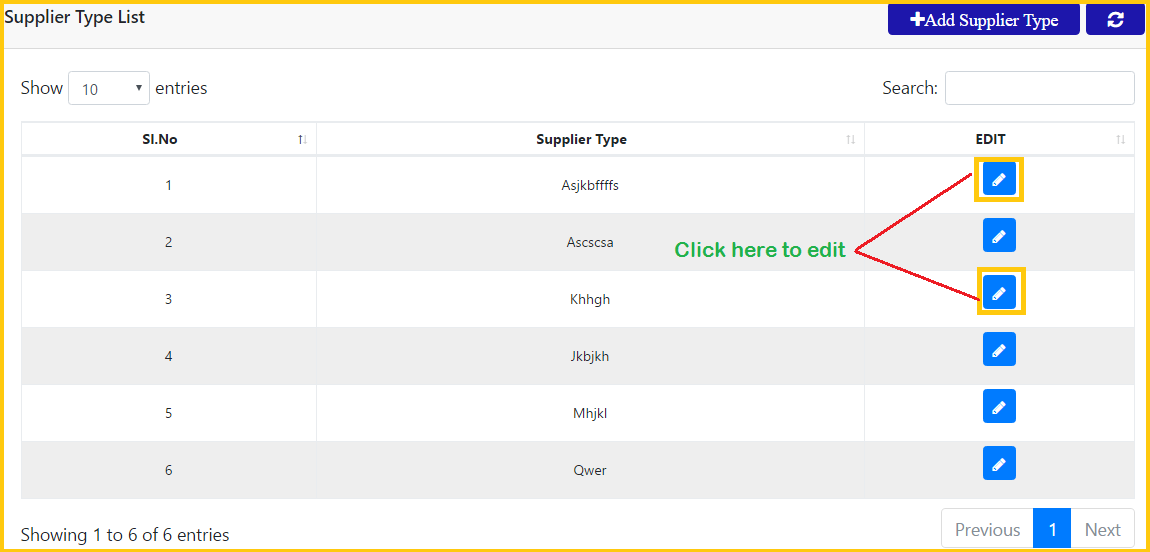 Supplier Type List
Add Supplier Type
Show 10 entries
Search:
Sl.No Supplier Type EDIT
1 Asjkbffffs
2 Ascscsa
Click here to edit
3 Khhgh
4 Jkbjkh
5 Mhjkl
6 Qwer
Showing 1 to 6 of 6 entries
Previous 1 Next